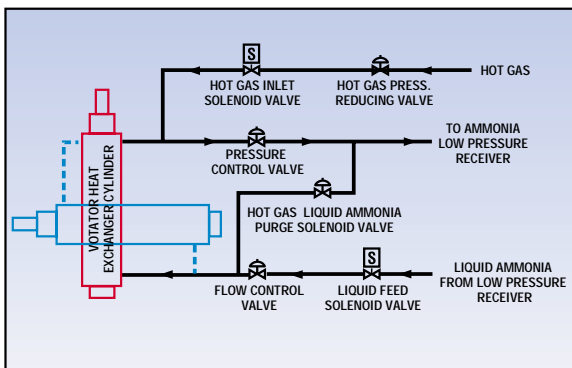 S
HOT GAS INLET
SOLENOID VALVE
HOT GAS PRESS.
REDUCING VALVE
HOT GAS
PRESSURE
CONTROL VALVE
TO AMMONIA
LOW PRESSURE
RECEIVER
VOTATOR HEAT
EXCHANGER CYLINDER
HOT GAS LIQUID AMMONIA
PURGE SOLENOID VALVE
S
FLOW CONTROL
VALVE
LIQUID FEED
SOLENOID VALVE
LIQUID AMMONIA
FROM LOW PRESSURE
RECEIVER